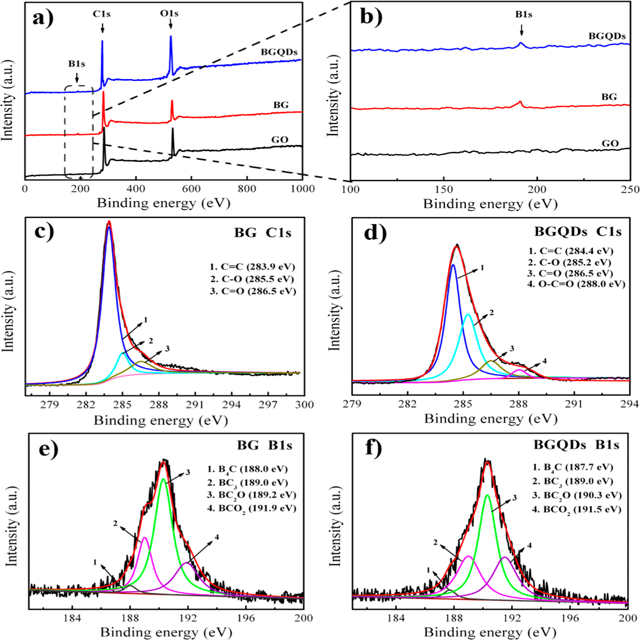 a)
C1s
O1s
B1s
BGQDs
BG
GO
Intensity (a.u.)
0 200 400 600 800 1000
Binding energy (eV)
b)
B1s
BGQDs
BG
GO
Intensity (a.u.)
100 150 200 250
Binding energy (eV)
c)
BG C1s
1. C=C (283.9 eV)
2. C-O (285.5 eV)
3. C=O (286.5 eV)
1
2
3
Intensity (a.u.)
279 282 285 288 291 294 297 300
Binding energy (eV)
d)
BGQDs C1s
1. C=C (284.4 eV)
2. C-O (285.2 eV)
3. C=O (286.5 eV)
4. O-C=O (288.0 eV)
1
2
3
4
Intensity (a.u.)
279 282 285 288 291 294
Binding energy (eV)
e)
BG B1s
1. B₄C (188.0 eV)
2. BC₃ (189.0 eV)
3. BC₂O (189.2 eV)
4. BCO₂ (191.9 eV)
3
2
4
1
Intensity (a.u.)
184 188 192 196 200
Binding energy (eV)
f)
BGQDs B1s
1. B₄C (187.7 eV)
2. BC₃ (189.0 eV)
3. BC₂O (190.3 eV)
4. BCO₂ (191.5 eV)
3
2
4
1
Intensity (a.u.)
184 188 192 196 200
Binding energy (eV)